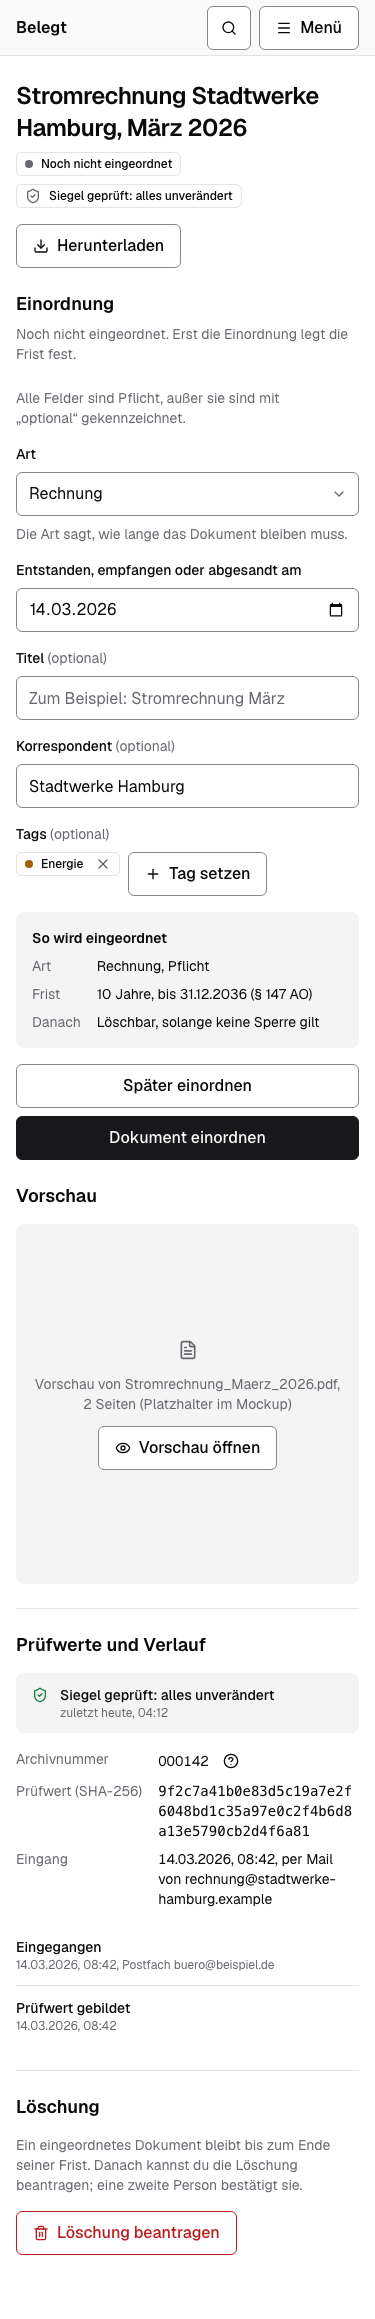 Belegt
Menü
Stromrechnung Stadtwerke
Hamburg, März 2026
Noch nicht eingeordnet
Siegel geprüft: alles unverändert
Herunterladen
Einordnung
Noch nicht eingeordnet. Erst die Einordnung legt die
Frist fest.
Alle Felder sind Pflicht, außer sie sind mit
„optional“ gekennzeichnet.
Art
Rechnung
Die Art sagt, wie lange das Dokument bleiben muss.
Entstanden, empfangen oder abgesandt am
14.03.2026
Titel (optional)
Zum Beispiel: Stromrechnung März
Korrespondent (optional)
Stadtwerke Hamburg
Tags (optional)
Energie
Tag setzen
So wird eingeordnet
Art Rechnung, Pflicht
Frist 10 Jahre, bis 31.12.2036 (§ 147 AO)
Danach Löschbar, solange keine Sperre gilt
Später einordnen
Dokument einordnen
Vorschau
Vorschau von Stromrechnung_Maerz_2026.pdf,
2 Seiten (Platzhalter im Mockup)
Vorschau öffnen
Prüfwerte und Verlauf
Siegel geprüft: alles unverändert
zuletzt heute, 04:12
Archivnummer 000142
Prüfwert (SHA-256) 9f2c7a41b0e83d5c19a7e2f
6048bd1c35a97e0c2f4b6d8
a13e5790cb2d4f6a81
Eingang 14.03.2026, 08:42, per Mail
von rechnung@stadtwerke-
hamburg.example
Eingegangen
14.03.2026, 08:42, Postfach buero@beispiel.de
Prüfwert gebildet
14.03.2026, 08:42
Löschung
Ein eingeordnetes Dokument bleibt bis zum Ende
seiner Frist. Danach kannst du die Löschung
beantragen; eine zweite Person bestätigt sie.
Löschung beantragen